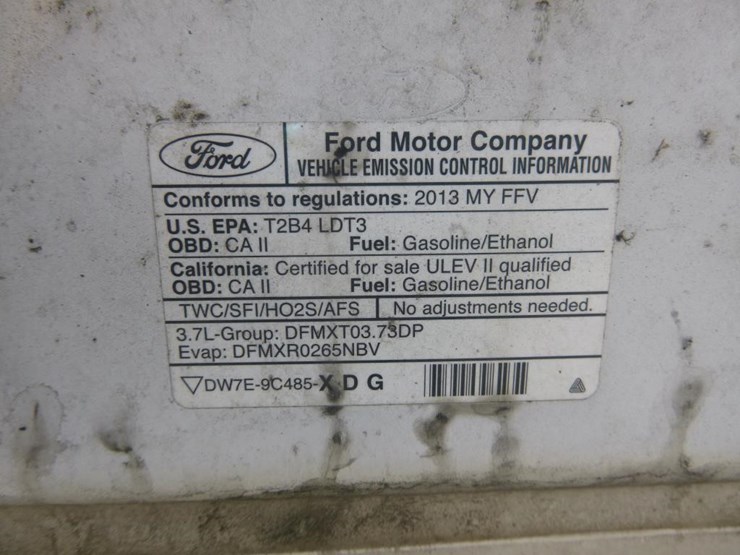 Ford
Ford Motor Company
VEHICLE EMISSION CONTROL INFORMATION
Conforms to regulations: 2013 MY FFV
U.S. EPA: T2B4 LDT3
OBD: CA II Fuel: Gasoline/Ethanol
California: Certified for sale ULEV II qualified
OBD: CA II Fuel: Gasoline/Ethanol
TWC/SFI/HO2S/AFS No adjustments needed.
3.7L-Group: DFMXT03.73DP
Evap: DFMXR0265NBV
DW7E-9C485-X D G